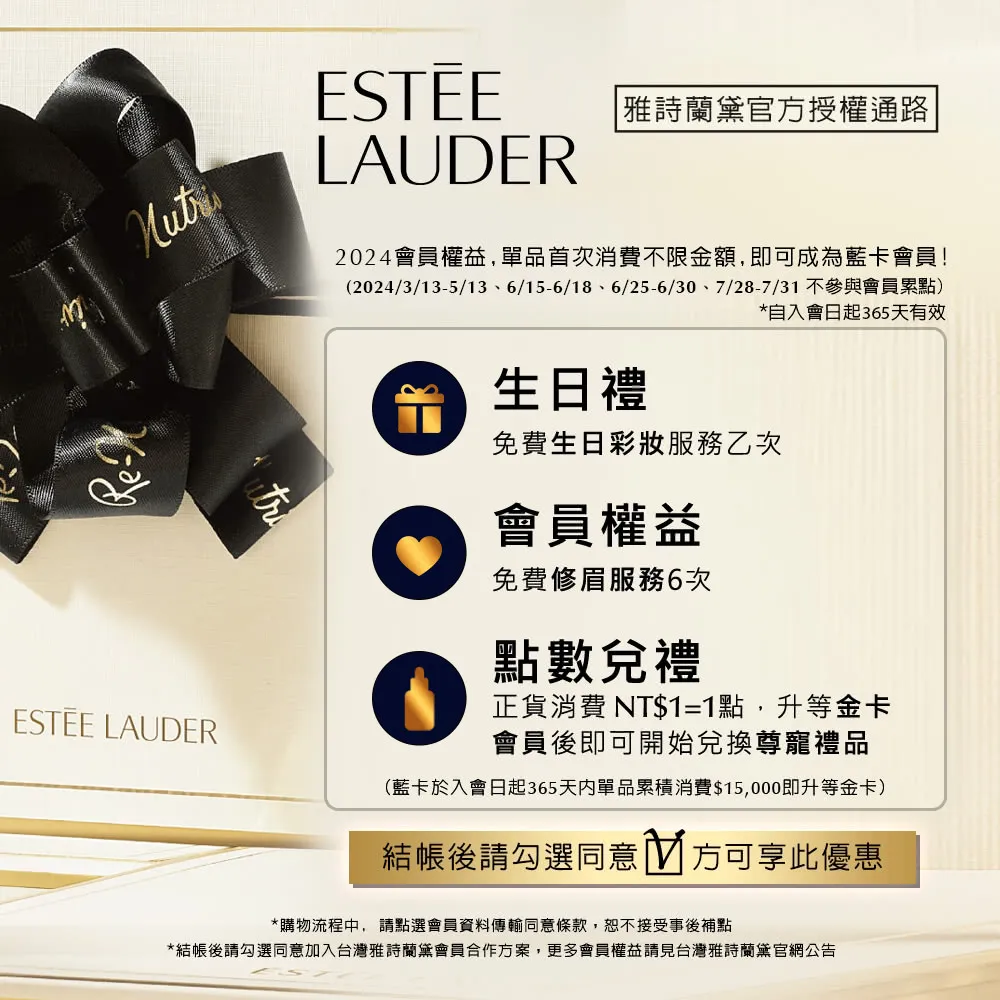 ESTĒE
LAUDER
雅詩蘭黛官方授權通路
Nutri
Re-N
utri
2024會員權益,單品首次消費不限金額,即可成為藍卡會員!
(2024/3/13-5/13、6/15-6/18、6/25-6/30、7/28-7/31 不參與會員累點)
*自入會日起365天有效
生日禮
免費生日彩妝服務乙次
會員權益
免費修眉服務6次
點數兌禮
正貨消費 NT$1=1點,升等金卡
會員後即可開始兌換尊寵禮品
(藍卡於入會日起365天內單品累積消費$15,000即升等金卡)
ESTĒE LAUDER
結帳後請勾選同意 V 方可享此優惠
*購物流程中, 請點選會員資料傳輸同意條款,恕不接受事後補點
*結帳後請勾選同意加入台灣雅詩蘭黛會員合作方案,更多會員權益請見台灣雅詩蘭黛官網公告